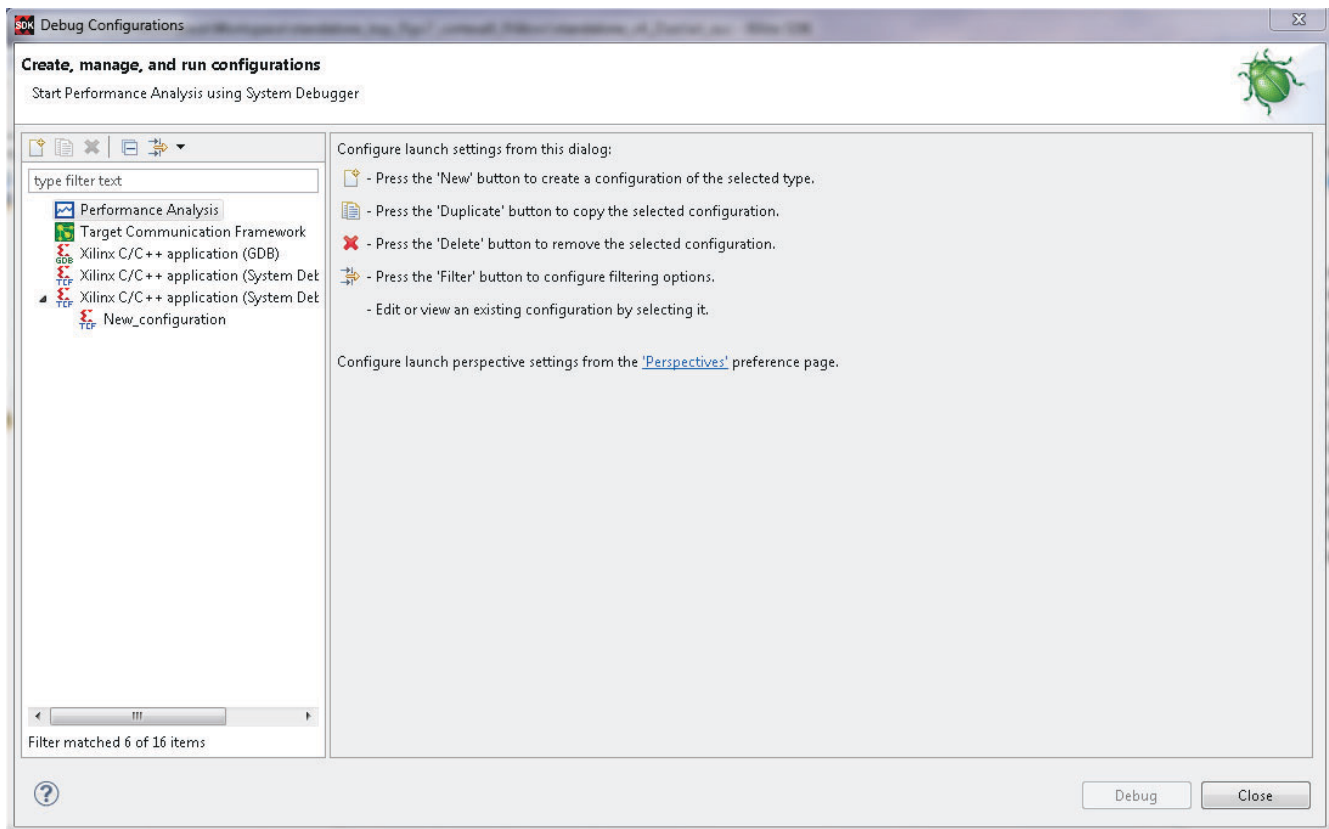 SDK Debug Configurations
Create, manage, and run configurations
Start Performance Analysis using System Debugger
type filter text
Performance Analysis
Target Communication Framework
GDB Xilinx C/C++ application (GDB)
TCF Xilinx C/C++ application (System Deb
TCF Xilinx C/C++ application (System Deb
TCF New_configuration
Filter matched 6 of 16 items
Configure launch settings from this dialog:
- Press the 'New' button to create a configuration of the selected type.
- Press the 'Duplicate' button to copy the selected configuration.
- Press the 'Delete' button to remove the selected configuration.
- Press the 'Filter' button to configure filtering options.
- Edit or view an existing configuration by selecting it.
Configure launch perspective settings from the 'Perspectives' preference page.
?
Debug
Close